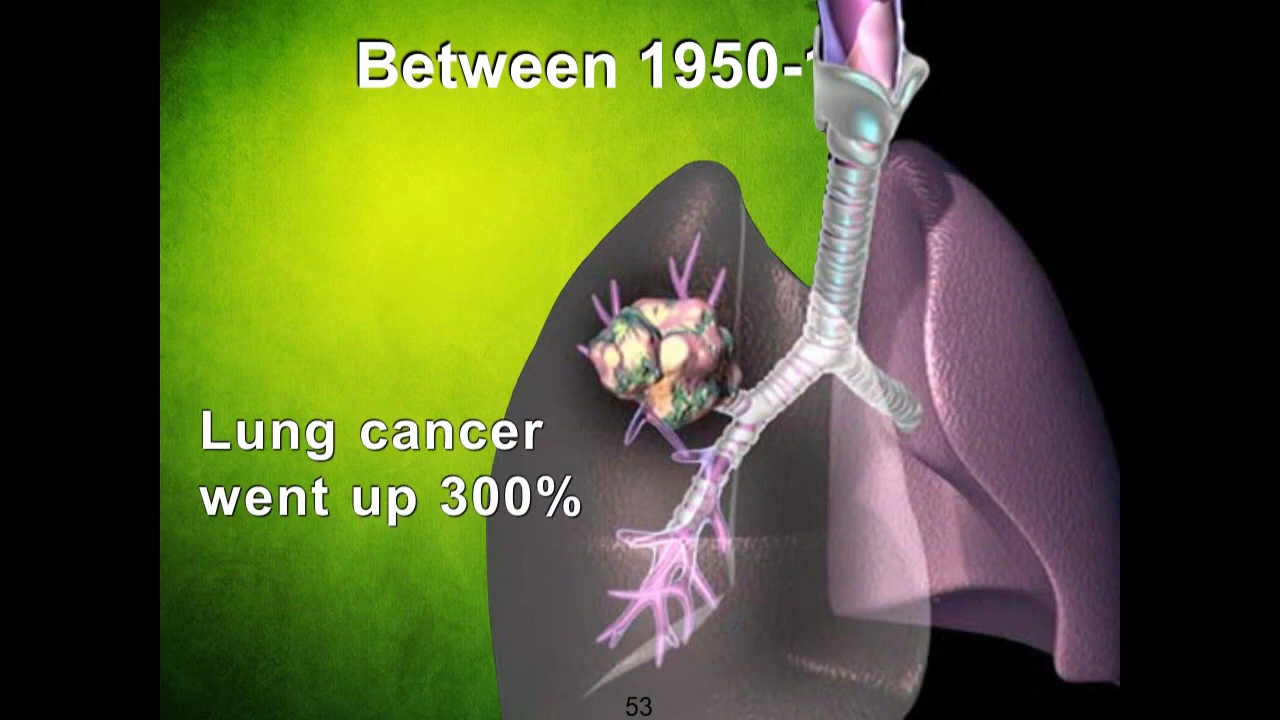 Between 1950-
Lung cancer
went up 300%
53